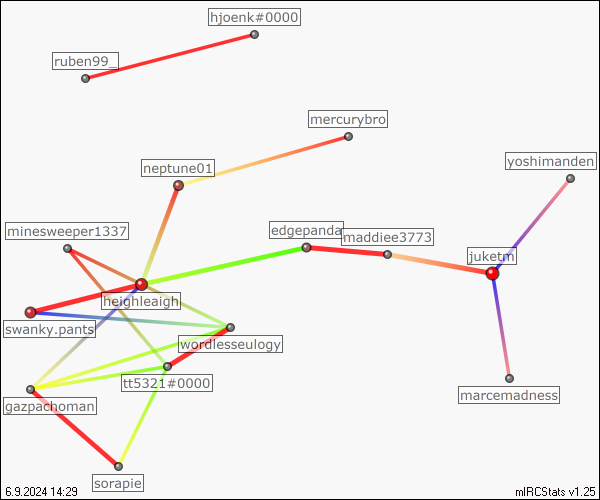 hjoenk#0000
ruben99_
mercurybro
yoshimanden
neptune01
minesweeper1337
edgepanda
maddiee3773
juketm
heighleaigh
swanky.pants
wordlesseulogy
tt5321#0000
marcemadness
gazpachoman
sorapie
6.9.2024 14:29
mIRCStats v1.25